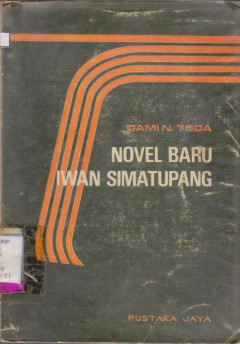 DAMI N. TODA
NOVEL BARU
IWAN SIMATUPANG
PUSTAKA JAYA